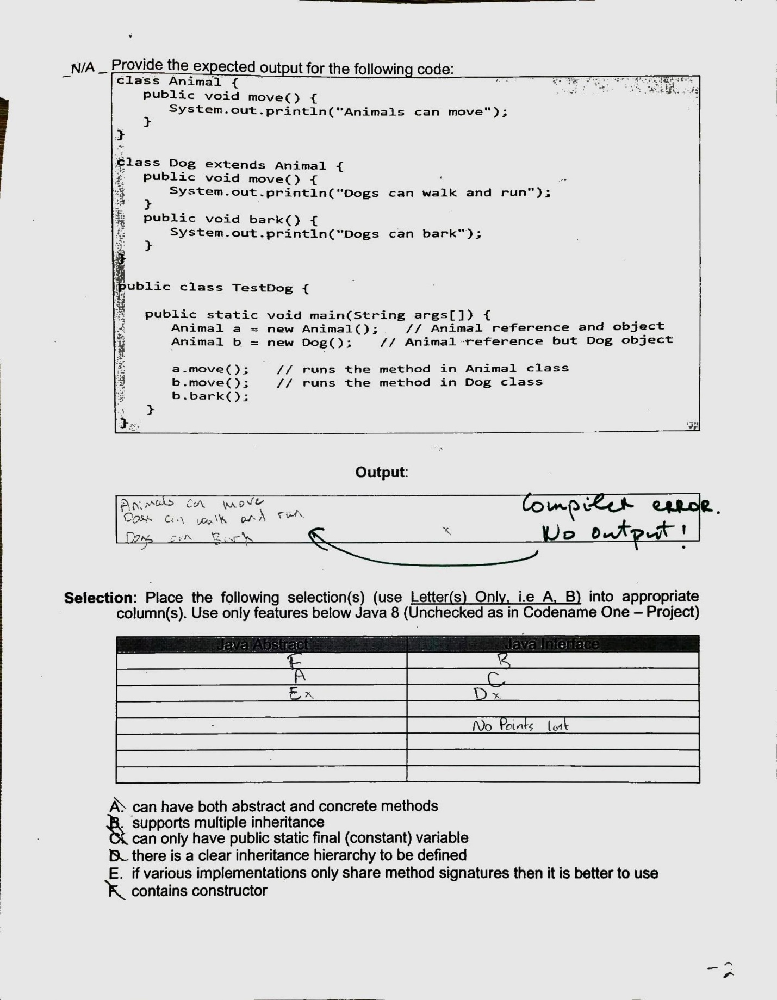 _N/A_ Provide the expected output for the following code:
class Animal {
public void move() {
System.out.println("Animals can move");
}
}
class Dog extends Animal {
public void move() {
System.out.println("Dogs can walk and run");
}
public void bark() {
System.out.println("Dogs can bark");
}
}
public class TestDog {
public static void main(String args[]) {
Animal a = new Animal(); // Animal reference and object
Animal b = new Dog(); // Animal reference but Dog object
a.move(); // runs the method in Animal class
b.move(); // runs the method in Dog class
b.bark();
}
}
Output:
Animals can move
Dogs can walk and run
Dogs can Bark
x
Compiler error.
No output!
Selection: Place the following selection(s) (use Letter(s) Only, i.e A, B) into appropriate
column(s). Use only features below Java 8 (Unchecked as in Codename One – Project)
Java Abstract Java Interface
F B
A C
E x D x
No Points lost
A. can have both abstract and concrete methods
B. supports multiple inheritance
C. can only have public static final (constant) variable
D. there is a clear inheritance hierarchy to be defined
E. if various implementations only share method signatures then it is better to use
F. contains constructor
-2